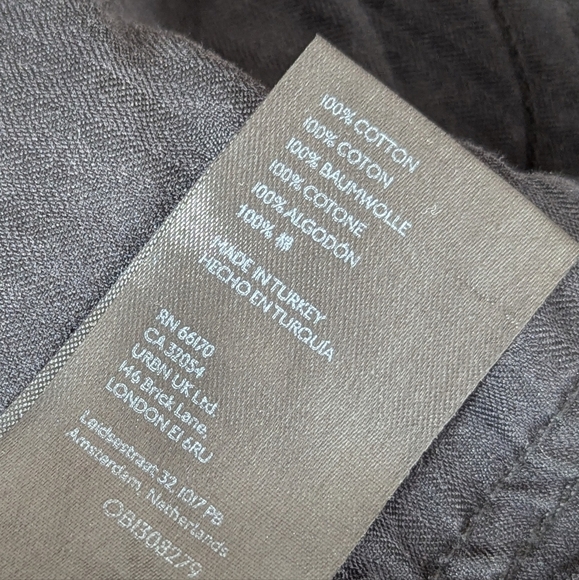 100% COTTON
100% COTON
100% BAUMWOLLE
100% COTONE
100% ALGODÓN
100% 棉
MADE IN TURKEY
HECHO EN TURQUÍA
RN 66170
CA 32054
URBN UK Ltd
146 Brick Lane,
LONDON E1 6RU
Leidsestraat 32, 1017 PB
Amsterdam, Netherlands
OB1308279